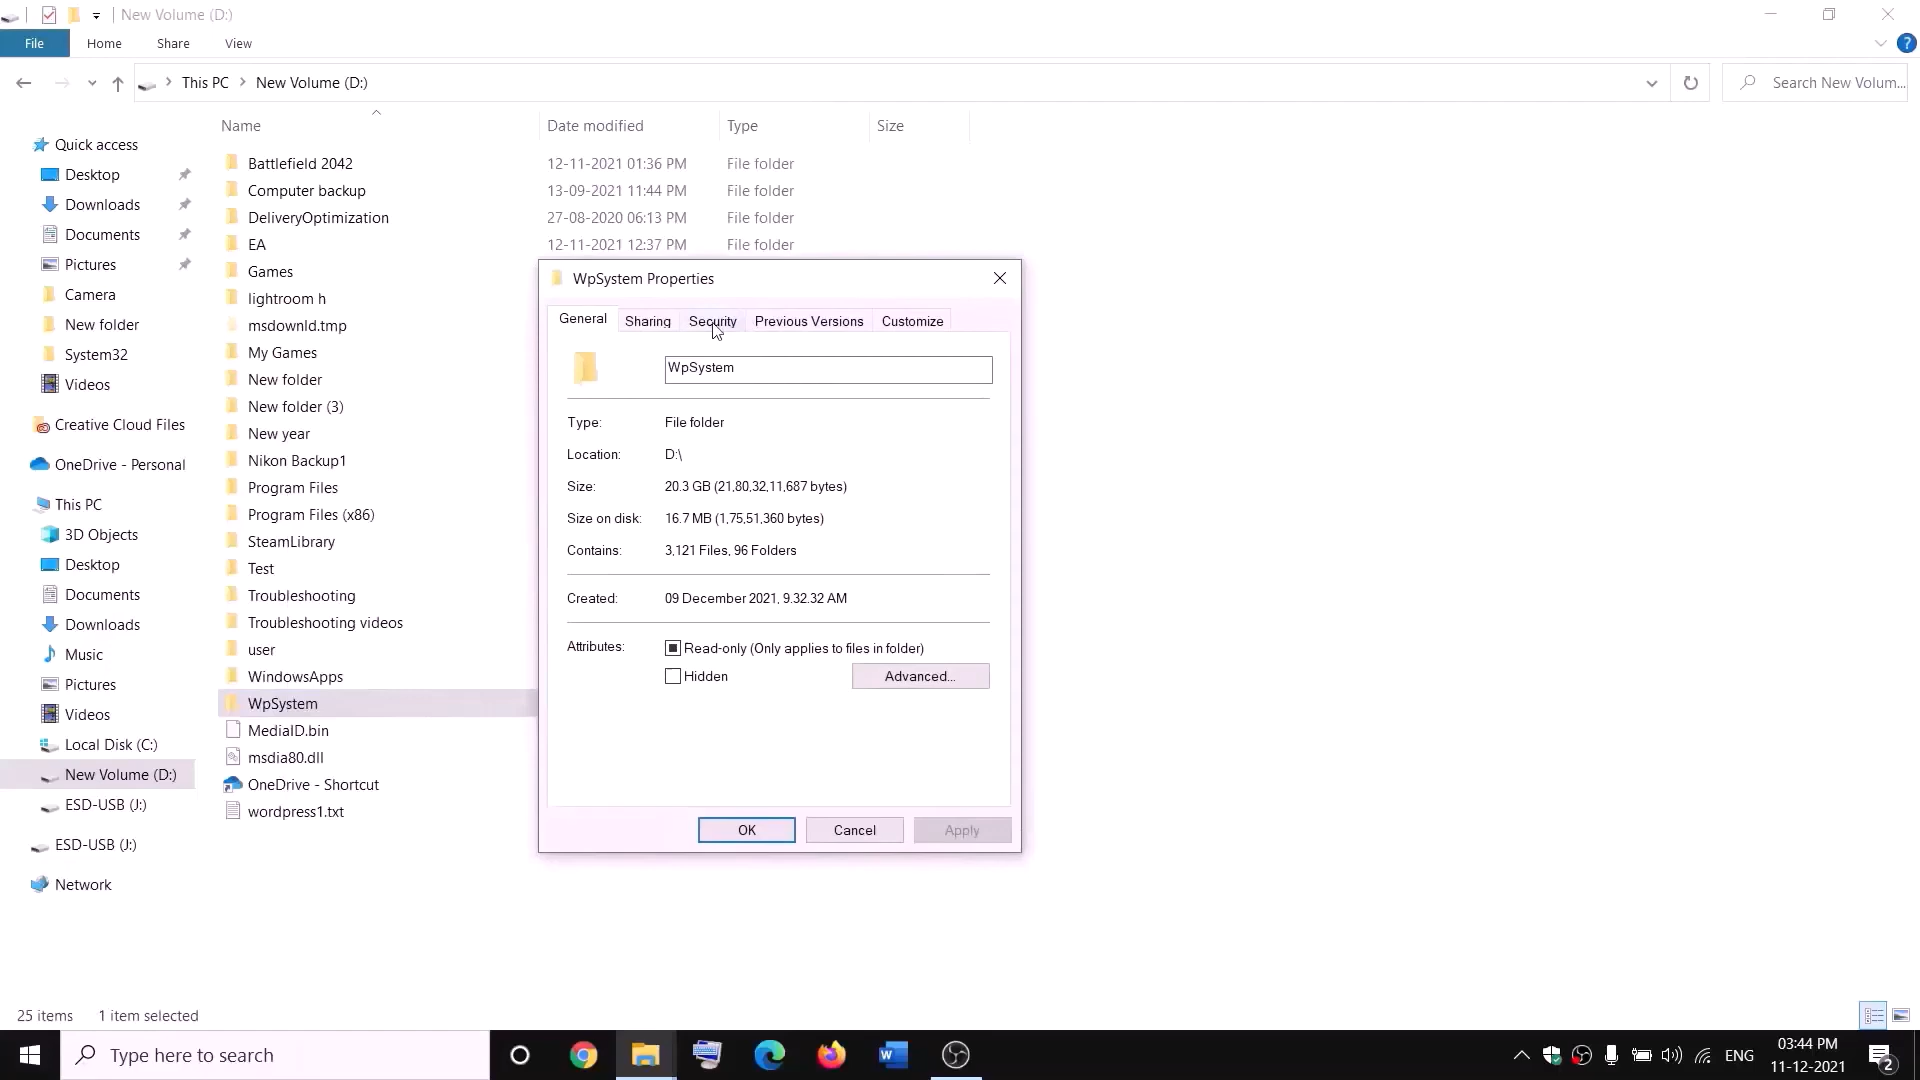 New Volume (D:)
File Home Share View
This PC > New Volume (D:)
Search New Volum...
Name Date modified Type Size
Quick access
Desktop
Downloads
Documents
Pictures
Camera
New folder
System32
Videos
Creative Cloud Files
OneDrive - Personal
This PC
3D Objects
Desktop
Documents
Downloads
Music
Pictures
Videos
Local Disk (C:)
New Volume (D:)
ESD-USB (J:)
ESD-USB (J:)
Network
Battlefield 2042 12-11-2021 01:36 PM File folder
Computer backup 13-09-2021 11:44 PM File folder
DeliveryOptimization 27-08-2020 06:13 PM File folder
EA 12-11-2021 12:37 PM File folder
Games
lightroom h
msdownld.tmp
My Games
New folder
New folder (3)
New year
Nikon Backup1
Program Files
Program Files (x86)
SteamLibrary
Test
Troubleshooting
Troubleshooting videos
user
WindowsApps
WpSystem
MediaID.bin
msdia80.dll
OneDrive - Shortcut
wordpress1.txt
WpSystem Properties
General Sharing Security Previous Versions Customize
WpSystem
Type: File folder
Location: D:\
Size: 20.3 GB (21,80,32,11,687 bytes)
Size on disk: 16.7 MB (1,75,51,360 bytes)
Contains: 3,121 Files, 96 Folders
Created: 09 December 2021, 9.32.32 AM
Attributes: Read-only (Only applies to files in folder)
Hidden Advanced...
OK Cancel Apply
25 items 1 item selected
Type here to search
ENG
03:44 PM
11-12-2021
2